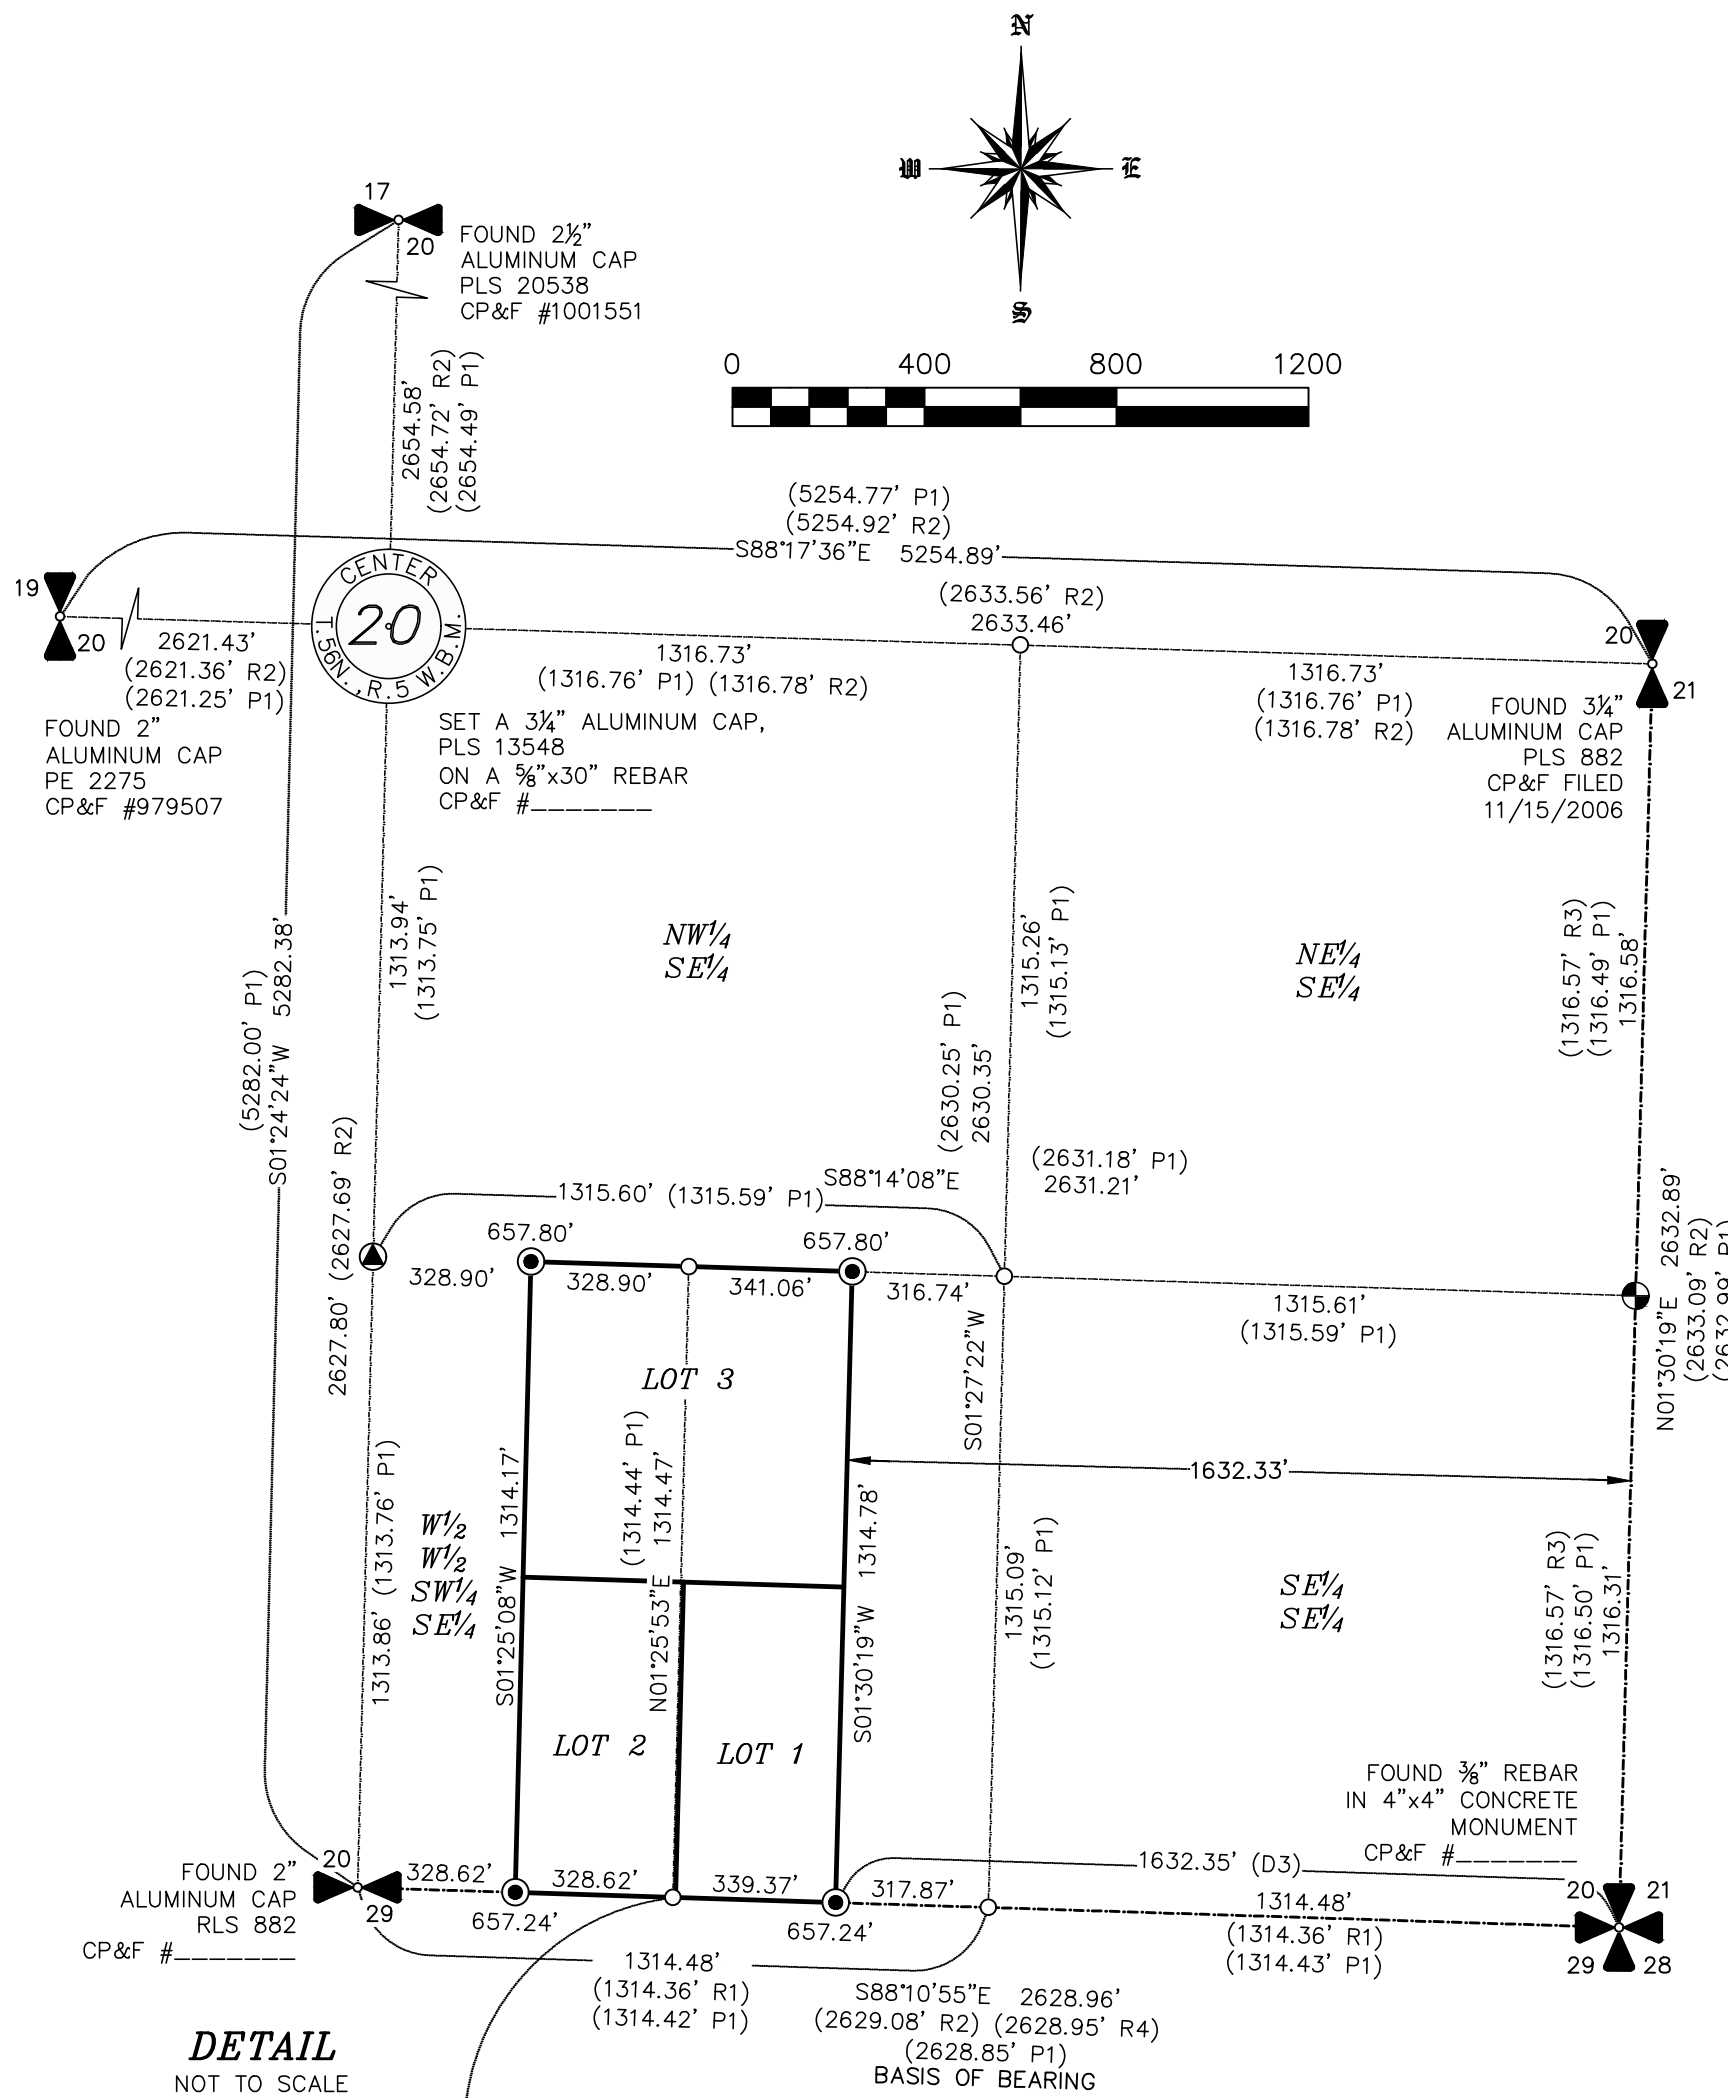 N
W
E
S
0 400 800 1200
17
20
FOUND 2½"
ALUMINUM CAP
PLS 20538
CP&F #1001551
2654.58'
(2654.72' R2)
(2654.49' P1)
(5254.77' P1)
(5254.92' R2)
S88°17'36"E 5254.89'
19
20
2621.43'
(2621.36' R2)
(2621.25' P1)
FOUND 2"
ALUMINUM CAP
PE 2275
CP&F #979507
CENTER
20
T.56N.,R.5 W.B.M.
1316.73'
(1316.76' P1) (1316.78' R2)
SET A 3¼" ALUMINUM CAP,
PLS 13548
ON A ⅝"x30" REBAR
CP&F #_______
(2633.56' R2)
2633.46'
1316.73'
(1316.76' P1)
(1316.78' R2)
20
21
FOUND 3¼"
ALUMINUM CAP
PLS 882
CP&F FILED
11/15/2006
1313.94'
(1313.75' P1)
NW¼
SE¼
1315.26'
(1315.13' P1)
NE¼
SE¼
(1316.57' R3)
(1316.49' P1)
1316.58'
(5282.00' P1)
S01°24'24"W 5282.38'
(2630.25' P1)
2630.35'
2627.80' (2627.69' R2)
(2631.18' P1)
2631.21'
S88°14'08"E
1315.60' (1315.59' P1)
657.80'
657.80'
328.90'
328.90'
341.06'
316.74'
1315.61'
(1315.59' P1)
N01°30'19"E 2632.89'
(2633.09' R2)
(2632.99' P1)
S01°27'22"W
LOT 3
1632.33'
1313.86' (1313.76' P1)
W½
W½
SW¼
SE¼
S01°25'08"W 1314.17'
(1314.44' P1)
N01°25'53"E 1314.47'
S01°30'19"W 1314.78'
1315.09'
(1315.12' P1)
SE¼
SE¼
(1316.57' R3)
(1316.50' P1)
1316.31'
LOT 2
LOT 1
FOUND ⅜" REBAR
IN 4"x4" CONCRETE
MONUMENT
CP&F #_______
20
29
FOUND 2"
ALUMINUM CAP
RLS 882
CP&F #_______
328.62'
328.62'
339.37'
317.87'
1632.35' (D3)
657.24'
657.24'
1314.48'
(1314.36' R1)
(1314.43' P1)
20
21
29
28
1314.48'
(1314.36' R1)
(1314.42' P1)
S88°10'55"E 2628.96'
(2629.08' R2) (2628.95' R4)
(2628.85' P1)
BASIS OF BEARING
DETAIL
NOT TO SCALE